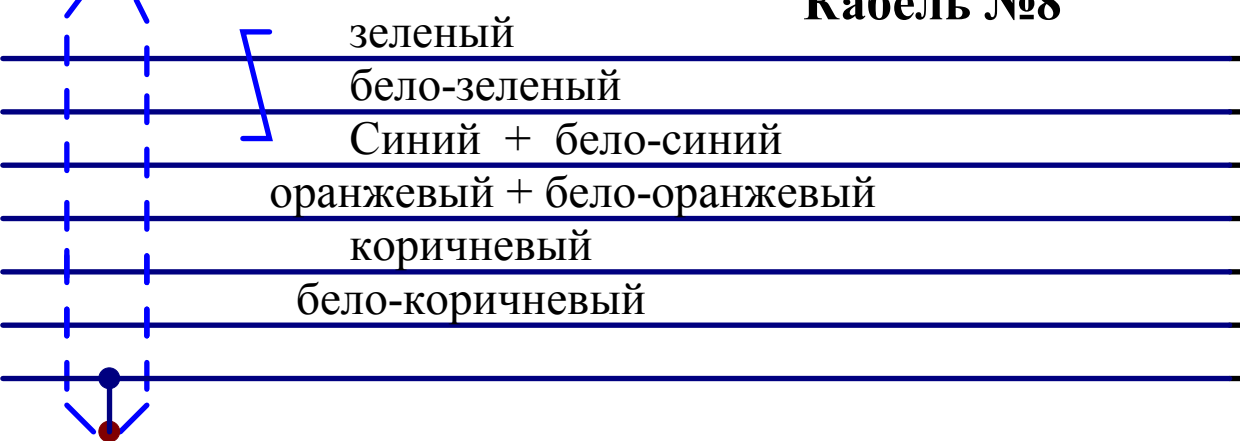 Кабель №8
зеленый
бело-зеленый
Синий + бело-синий
оранжевый + бело-оранжевый
коричневый
бело-коричневый